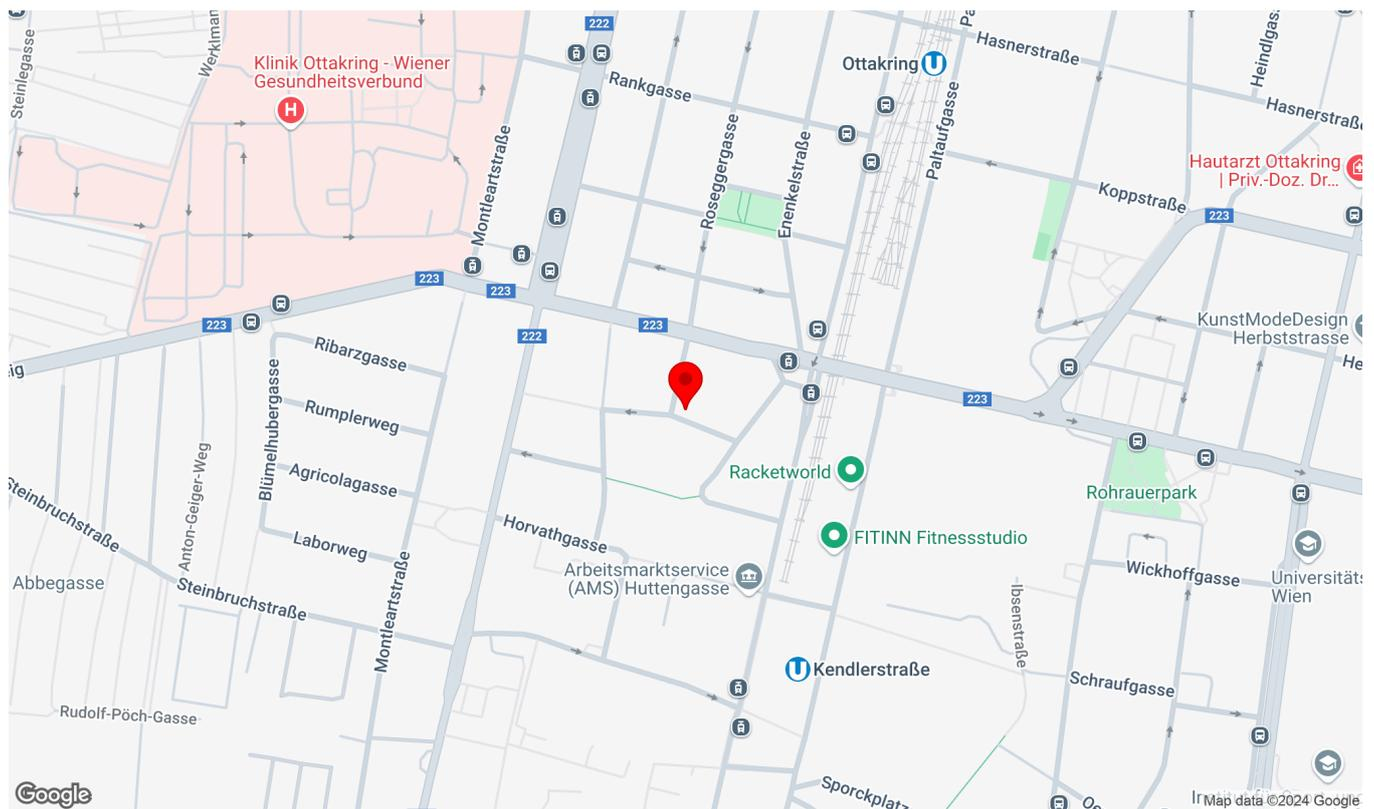 222
Ottakring
Hasnerstraße
Heindlgas
Klinik Ottakring - Wiener
Gesundheitsverbund
H
Steinlegasse
Werklman
Rankgasse
Paltaufgasse
Hasnerstraße
Montleartstraße
Roseggergasse
Enenkelstraße
Hautarzt Ottakring
| Priv.-Doz. Dr...
Koppstraße
223
223
223
223
223
222
KunstModeDesign
Herbststrasse
Ribarzgasse
Rumplerweg
Agricolagasse
Laborweg
Blümelhubergasse
Anton-Geiger-Weg
Steinbruchstraße
223
Racketworld
Rohrauerpark
FITINN Fitnessstudio
Horvathgasse
Arbeitsmarktservice
(AMS) Huttengasse
Abbegasse
Steinbruchstraße
Montleartstraße
Wickhoffgasse
Universitäts
Wien
Ibsenstraße
U Kendlerstraße
Schraufgasse
Rudolf-Pöch-Gasse
Sporckplatz
Google
Map data ©2024 Google